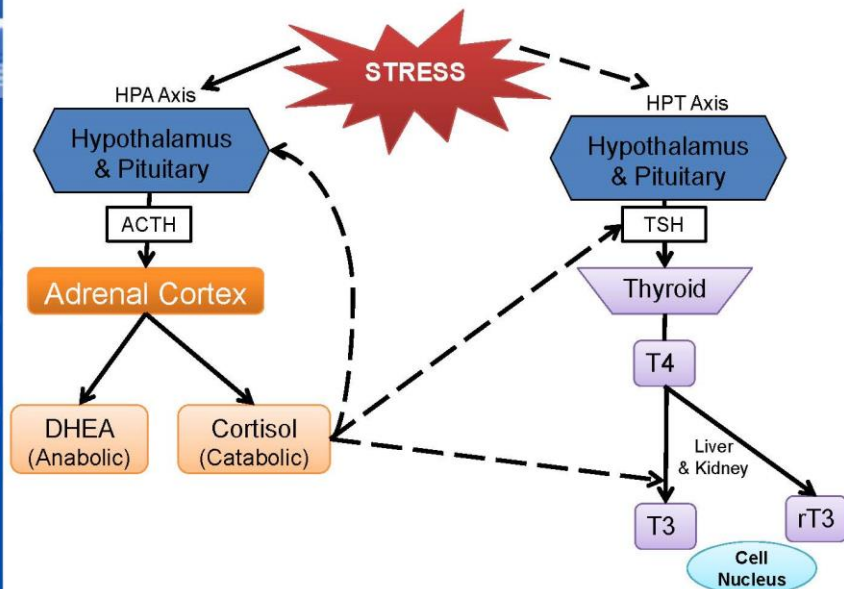 STRESS
HPA Axis
Hypothalamus
& Pituitary
ACTH
Adrenal Cortex
DHEA
(Anabolic)
Cortisol
(Catabolic)
HPT Axis
Hypothalamus
& Pituitary
TSH
Thyroid
T4
Liver
& Kidney
T3
rT3
Cell
Nucleus